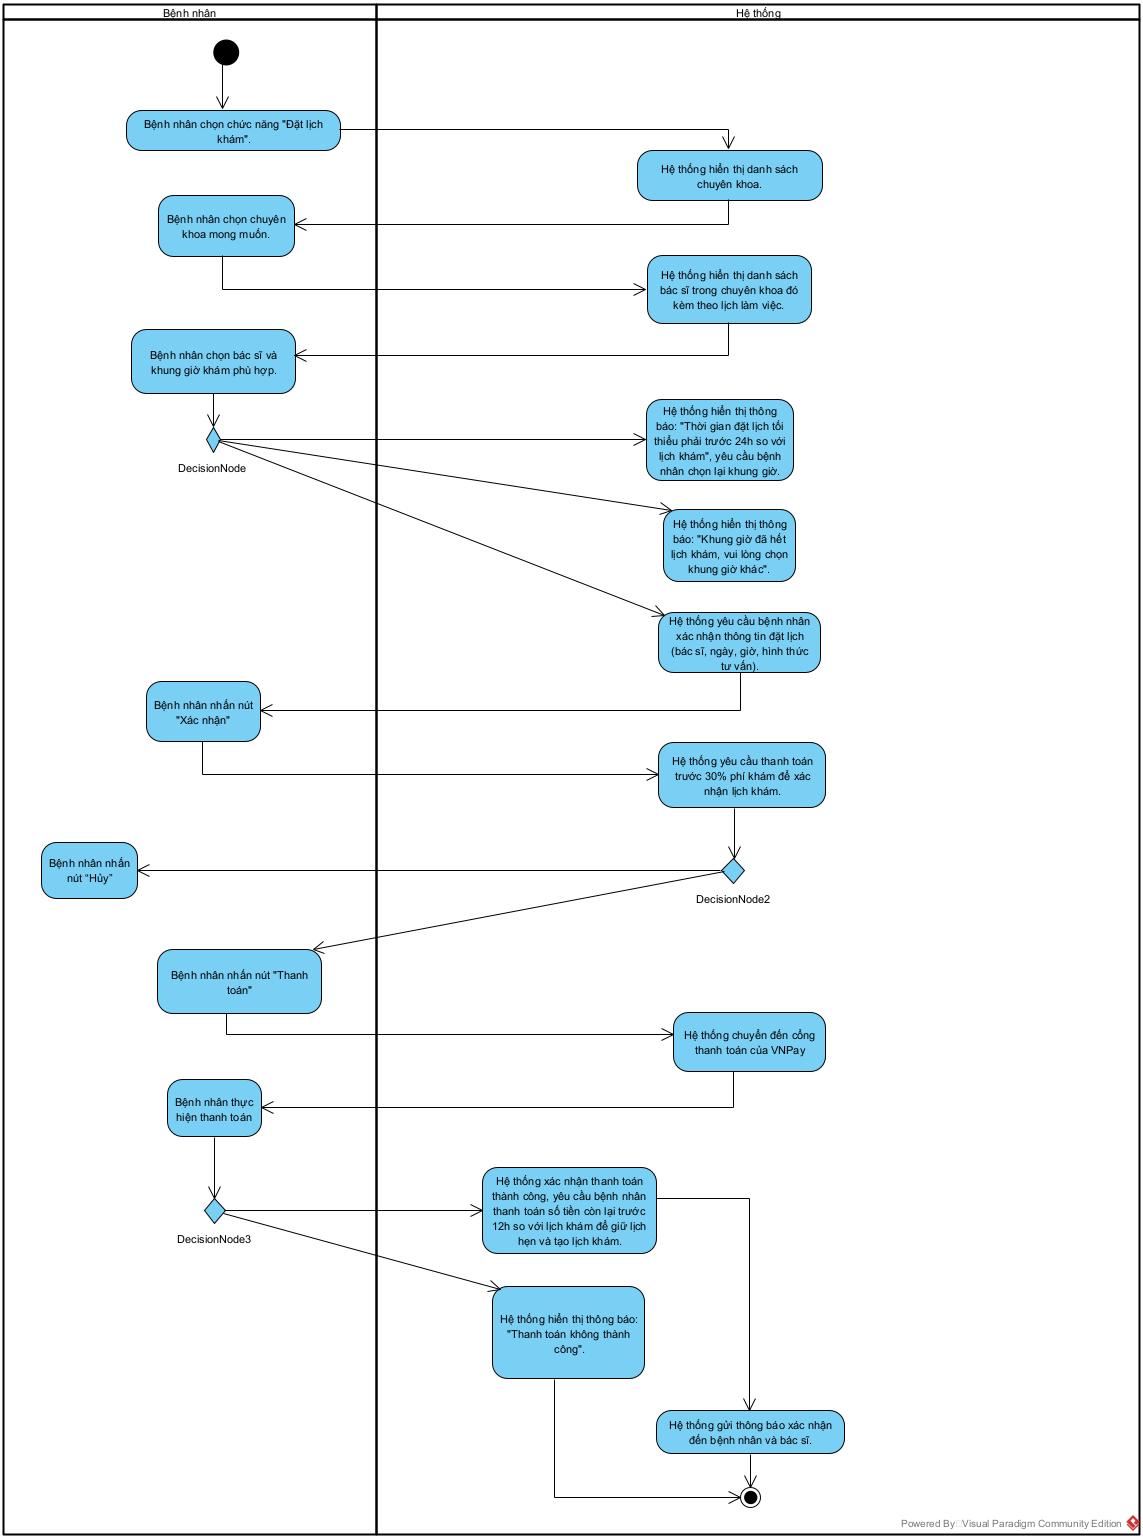 Bệnh nhân
Hệ thống
Bệnh nhân chọn chức năng "Đặt lịch
khám".
Hệ thống hiển thị danh sách
chuyên khoa.
Bệnh nhân chọn chuyên
khoa mong muốn.
Hệ thống hiển thị danh sách
bác sĩ trong chuyên khoa đó
kèm theo lịch làm việc.
Bệnh nhân chọn bác sĩ và
khung giờ khám phù hợp.
DecisionNode
Hệ thống hiển thị thông
báo: "Thời gian đặt lịch tối
thiểu phải trước 24h so với
lịch khám", yêu cầu bệnh
nhân chọn lại khung giờ.
Hệ thống hiển thị thông
báo: "Khung giờ đã hết
lịch khám, vui lòng chọn
khung giờ khác".
Hệ thống yêu cầu bệnh nhân
xác nhận thông tin đặt lịch
(bác sĩ, ngày, giờ, hình thức
tư vấn).
Bệnh nhân nhấn nút
"Xác nhận"
Hệ thống yêu cầu thanh toán
trước 30% phí khám để xác
nhận lịch khám.
Bệnh nhân nhấn
nút “Hủy”
DecisionNode2
Bệnh nhân nhấn nút "Thanh
toán"
Hệ thống chuyển đến cổng
thanh toán của VNPay
Bệnh nhân thực
hiện thanh toán
DecisionNode3
Hệ thống xác nhận thanh toán
thành công, yêu cầu bệnh nhân
thanh toán số tiền còn lại trước
12h so với lịch khám để giữ lịch
hẹn và tạo lịch khám.
Hệ thống hiển thị thông báo:
"Thanh toán không thành
công".
Hệ thống gửi thông báo xác nhận
đến bệnh nhân và bác sĩ.
Powered By Visual Paradigm Community Edition